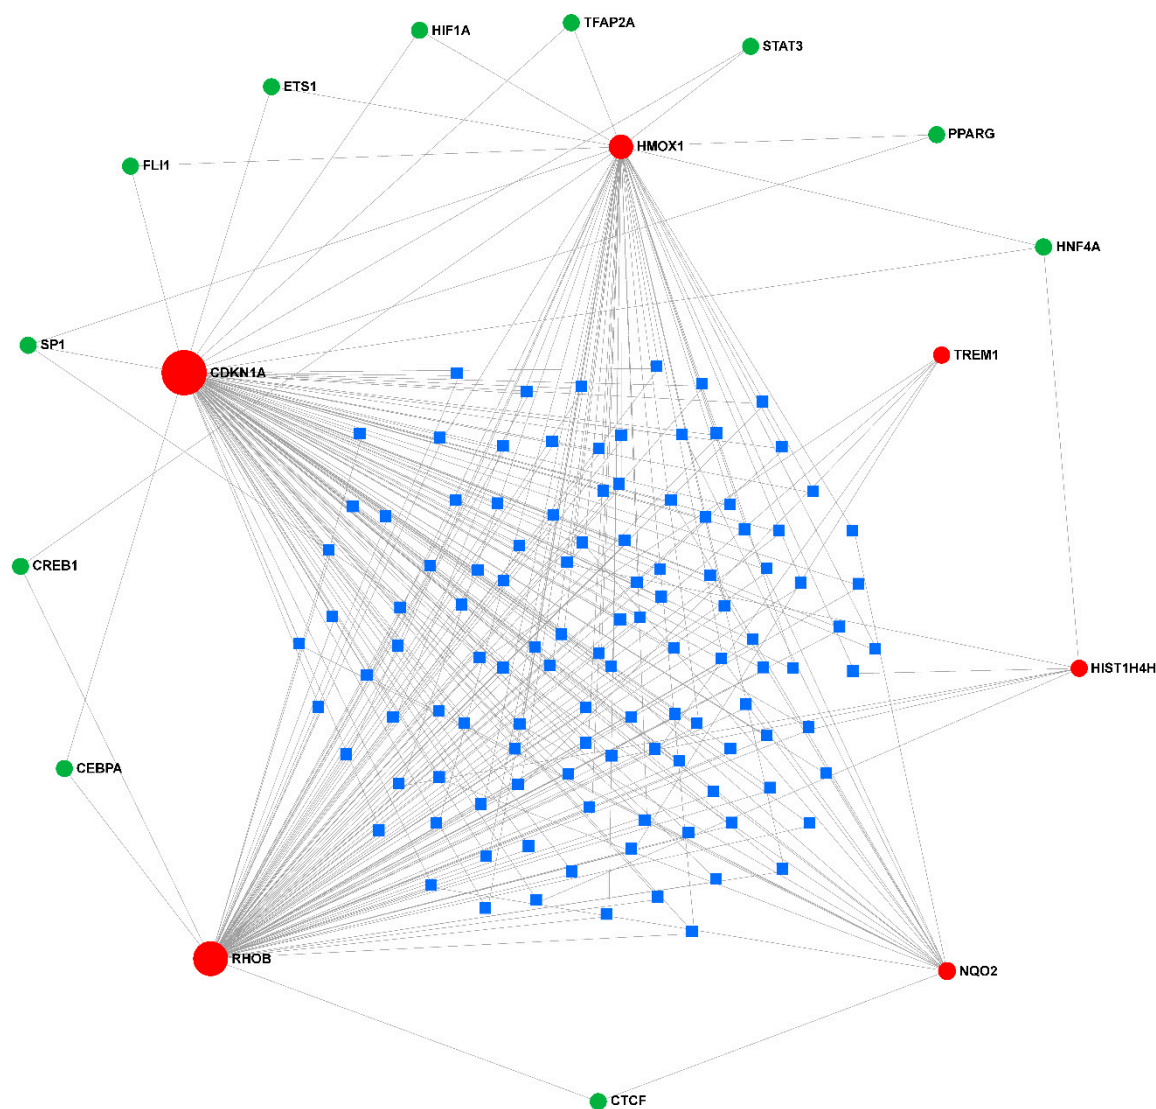 TFAP2A
HIF1A
STAT3
ETS1
PPARG
HMOX1
FLI1
HNF4A
SP1
TREM1
CDKN1A
CREB1
HIST1H4H
CEBPA
RHOB
NQO2
CTCF